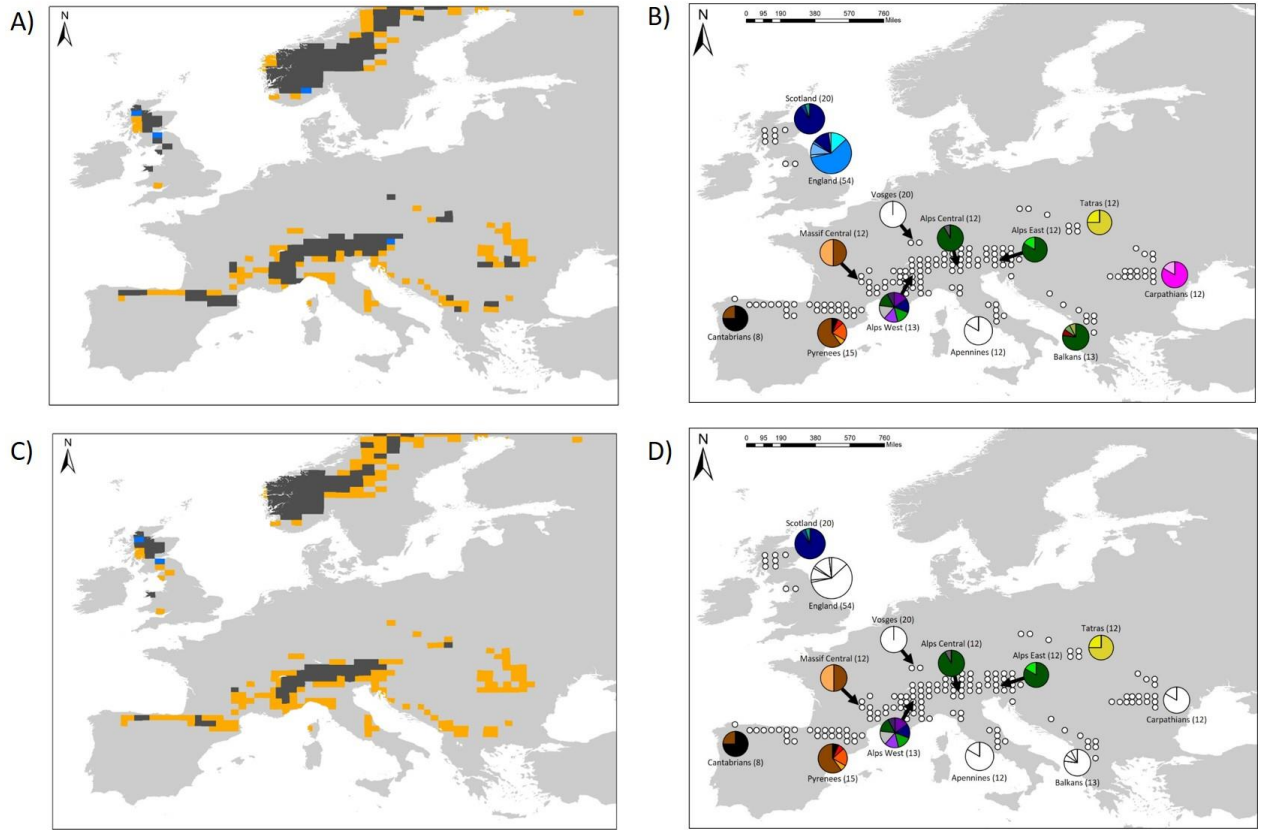 A)
N
B)
N
0 95 190 380 570 760
Miles
Scotland (20)
England (54)
Vosges (20)
Alps Central (12)
Tatras (12)
Massif Central (12)
Alps East (12)
Carpathians (12)
Cantabrians (8)
Alps West (13)
Pyrenees (15)
Apennines (12)
Balkans (13)
C)
N
D)
N
0 95 190 380 570 760
Miles
Scotland (20)
England (54)
Vosges (20)
Alps Central (12)
Tatras (12)
Massif Central (12)
Alps East (12)
Carpathians (12)
Cantabrians (8)
Alps West (13)
Pyrenees (15)
Apennines (12)
Balkans (13)